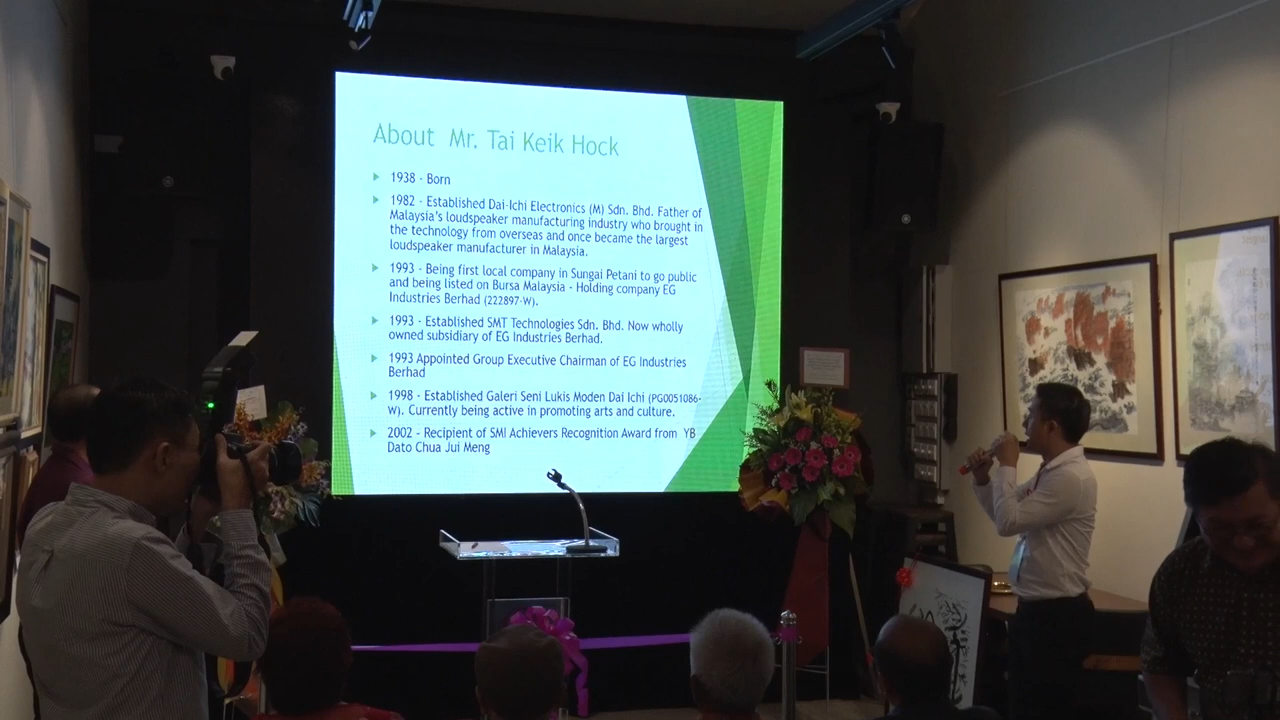 About Mr. Tai Keik Hock
1938 - Born
1982 - Established Dai-Ichi Electronics (M) Sdn. Bhd. Father of
Malaysia's loudspeaker manufacturing industry who brought in
the technology from overseas and once became the largest
loudspeaker manufacturer in Malaysia.
1993 - Being first local company in Sungai Petani to go public
and being listed on Bursa Malaysia - Holding company EG
Industries Berhad (222897-W).
1993 - Established SMT Technologies Sdn. Bhd. Now wholly
owned subsidiary of EG Industries Berhad.
1993 Appointed Group Executive Chairman of EG Industries
Berhad
1998 - Established Galeri Seni Lukis Moden Dai Ichi (PG0051086-
W). Currently being active in promoting arts and culture.
2002 - Recipient of SMI Achievers Recognition Award from YB
Dato Chua Jui Meng